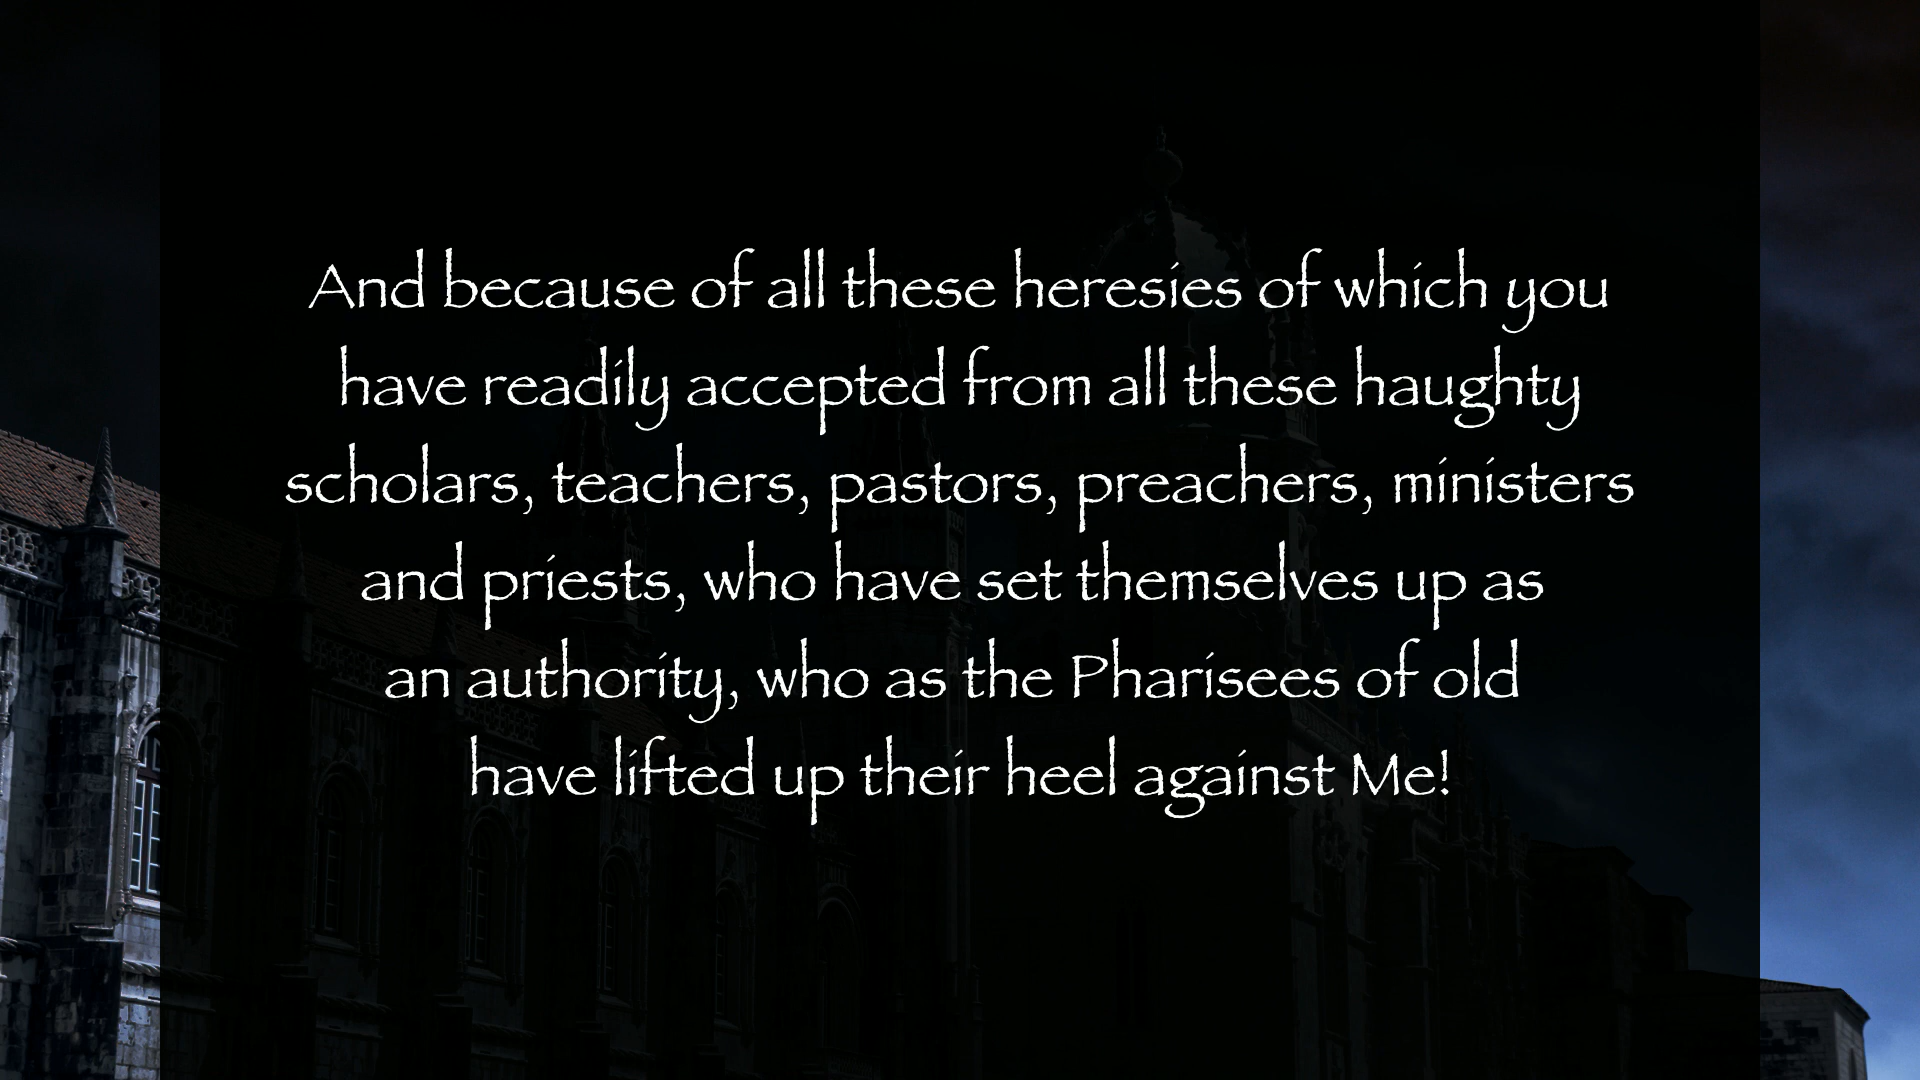 And because of all these heresies of which you
have readily accepted from all these haughty
scholars, teachers, pastors, preachers, ministers
and priests, who have set themselves up as
an authority, who as the Pharisees of old
have lifted up their heel against Me!